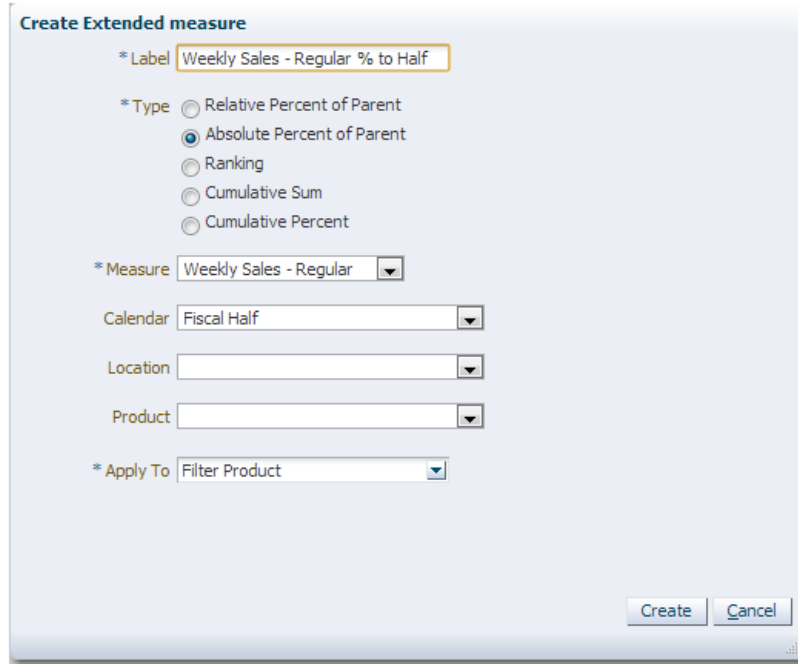 Create Extended measure
* Label Weekly Sales - Regular % to Half
* Type Relative Percent of Parent
Absolute Percent of Parent
Ranking
Cumulative Sum
Cumulative Percent
* Measure Weekly Sales - Regular
Calendar Fiscal Half
Location
Product
* Apply To Filter Product
Create Cancel